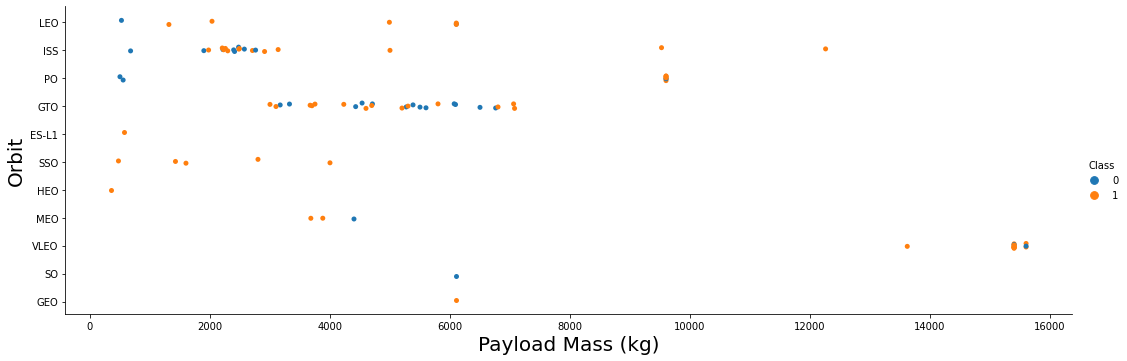 LEO
ISS
PO
GTO
ES-L1
SSO
HEO
MEO
VLEO
SO
GEO
Orbit
0 2000 4000 6000 8000 10000 12000 14000 16000
Payload Mass (kg)
Class
0
1